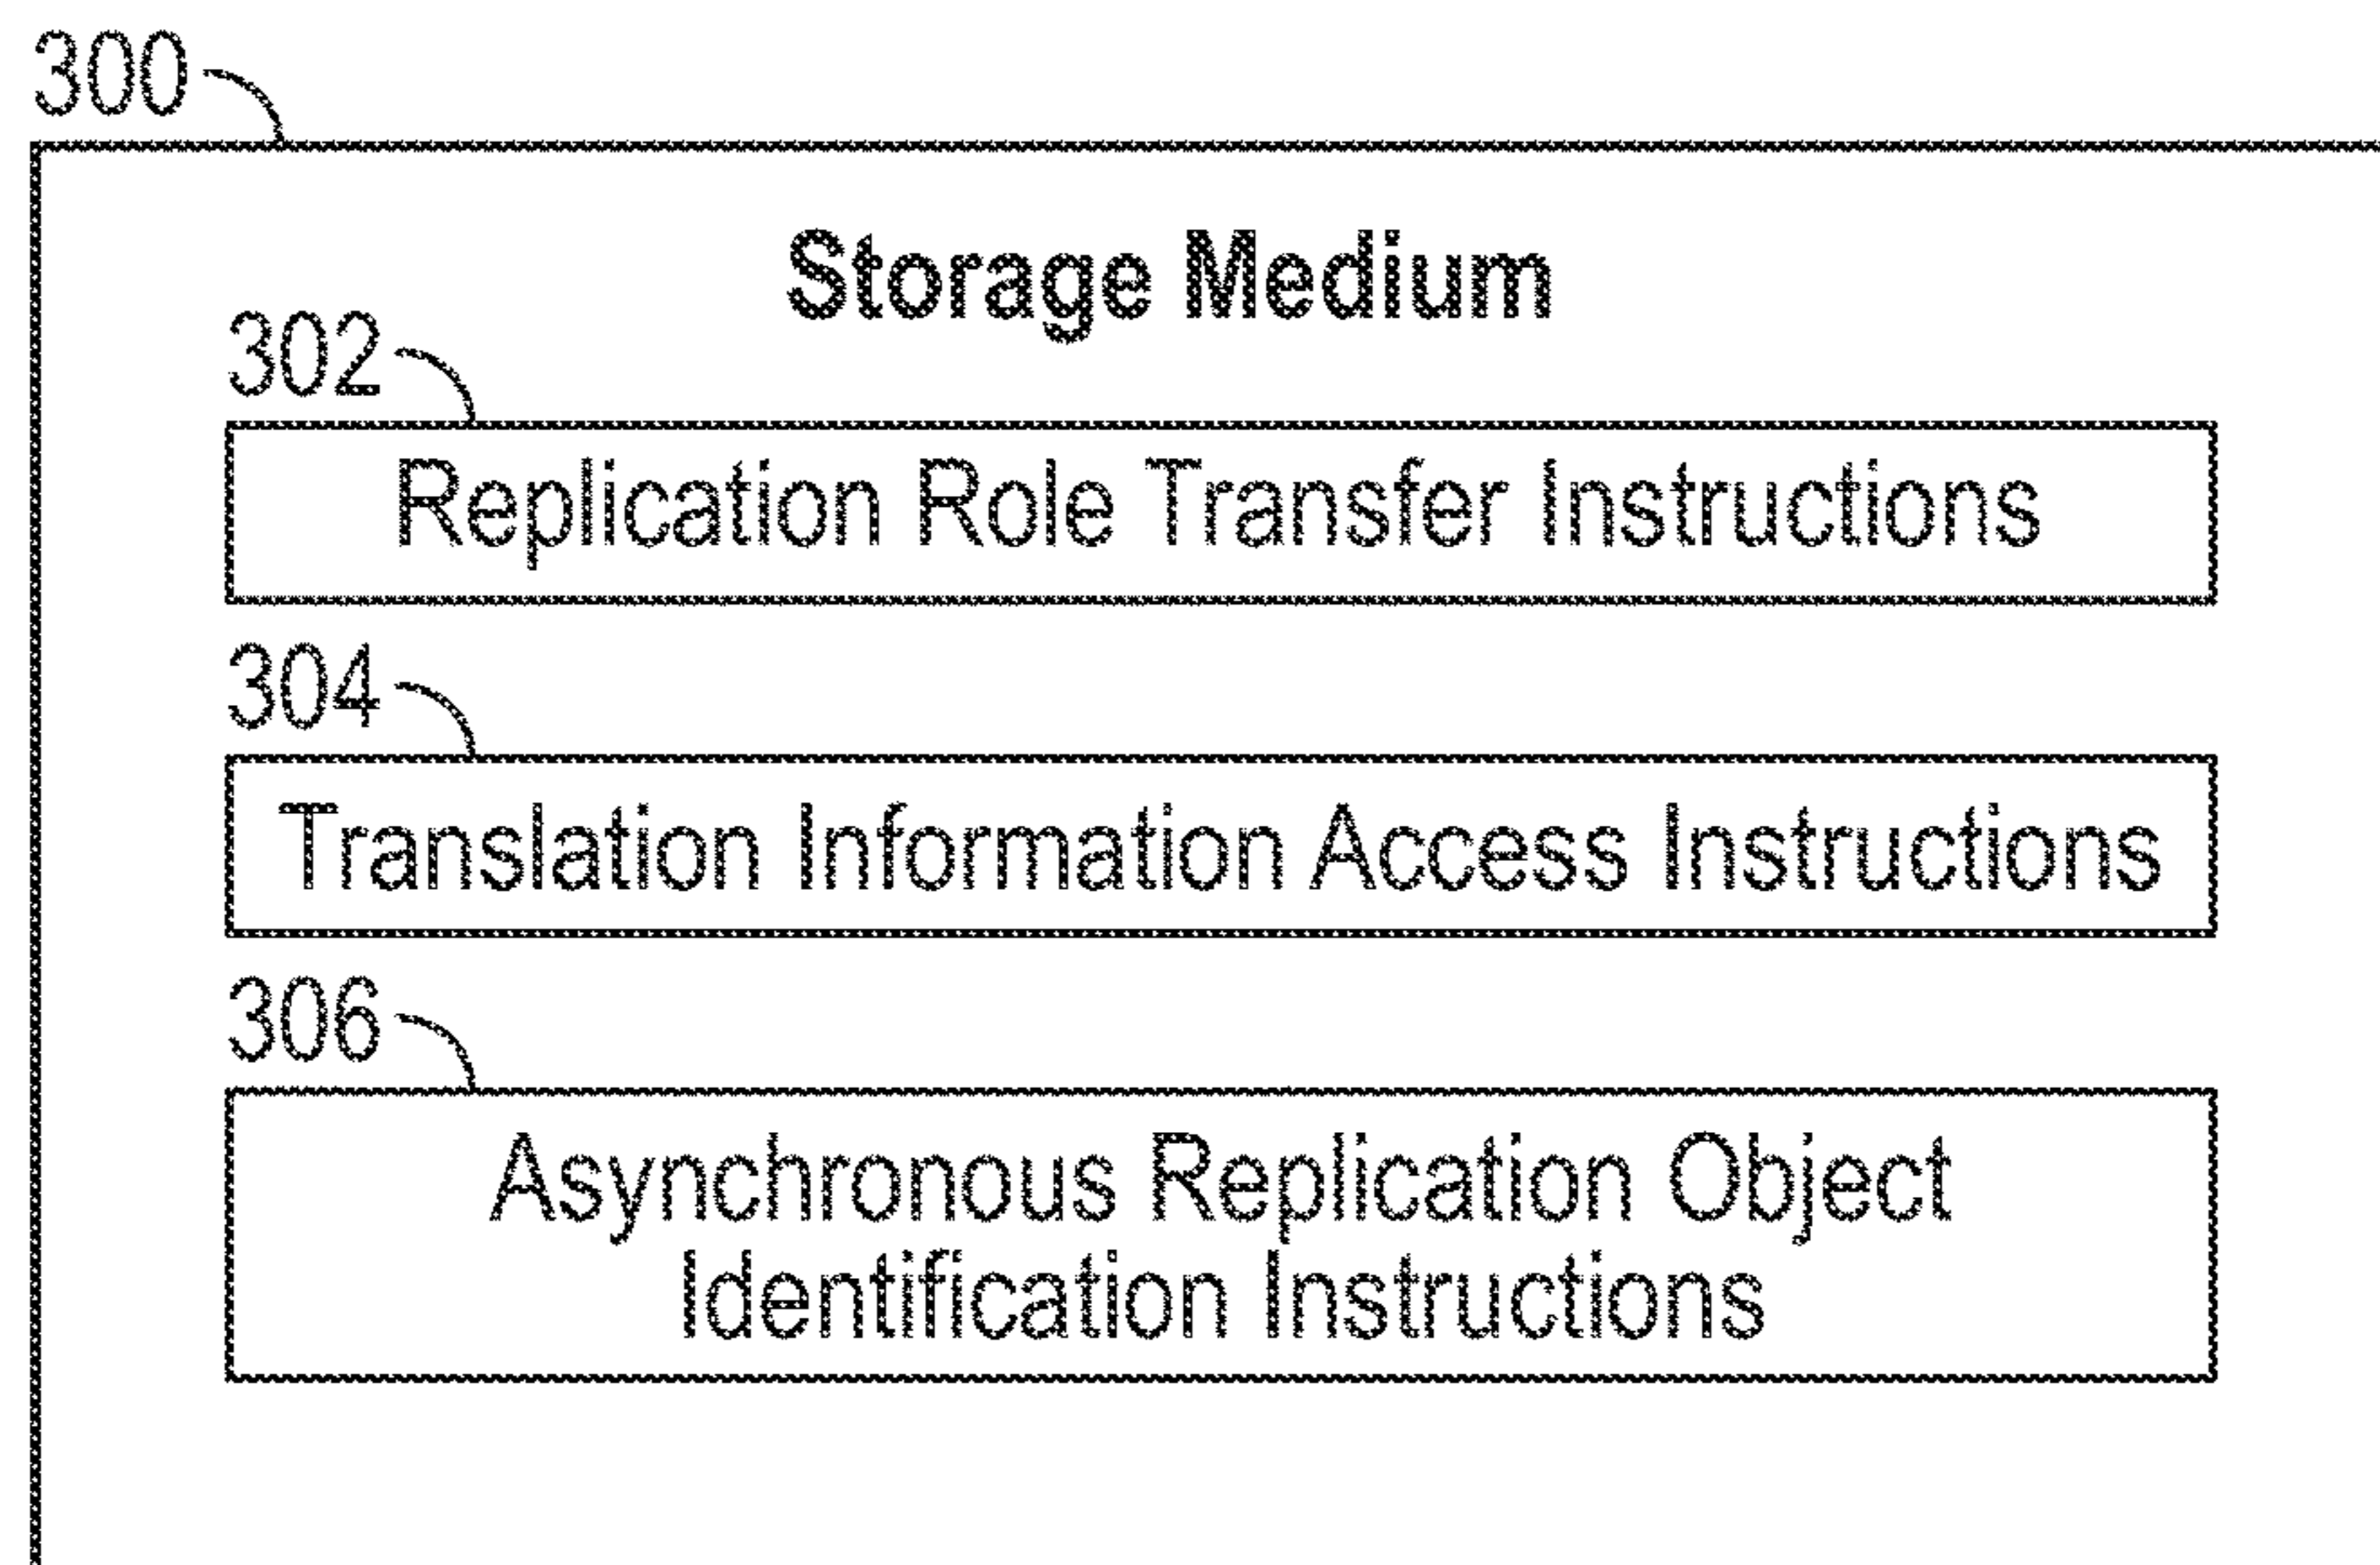 300
Storage Medium
302
Replication Role Transfer Instructions
304
Translation Information Access Instructions
306
Asynchronous Replication Object
Identification Instructions